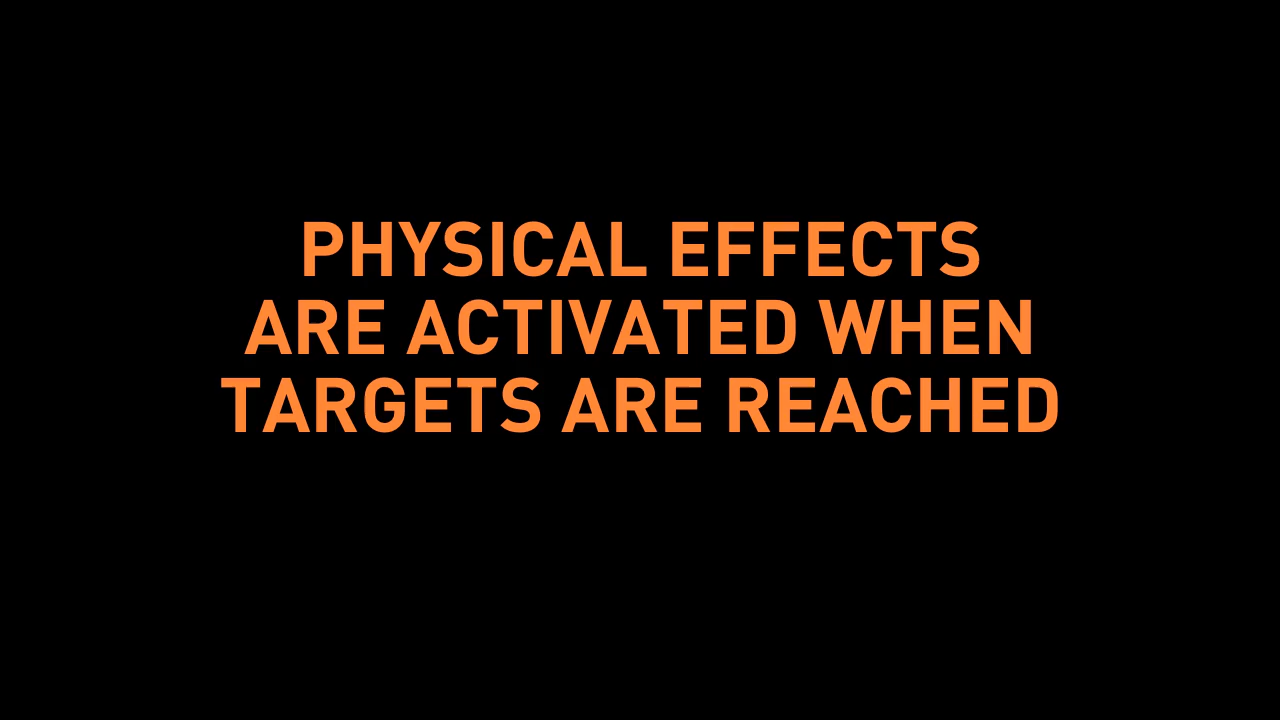 PHYSICAL EFFECTS
ARE ACTIVATED WHEN
TARGETS ARE REACHED